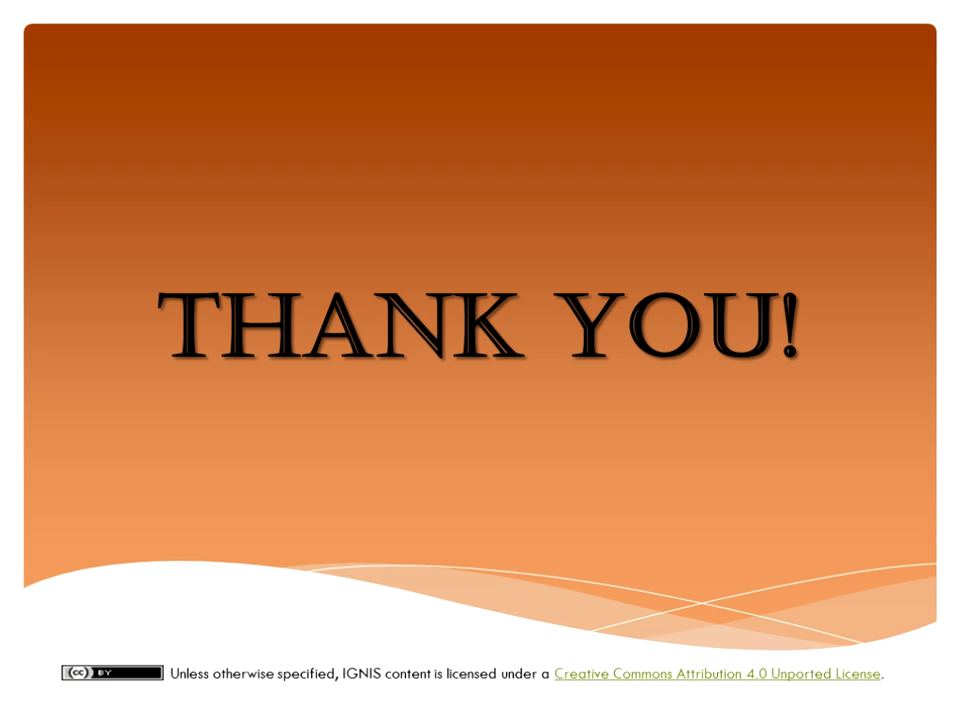 THANK YOU!
(cc) BY Unless otherwise specified, IGNIS content is licensed under a Creative Commons Attribution 4.0 Unported License.